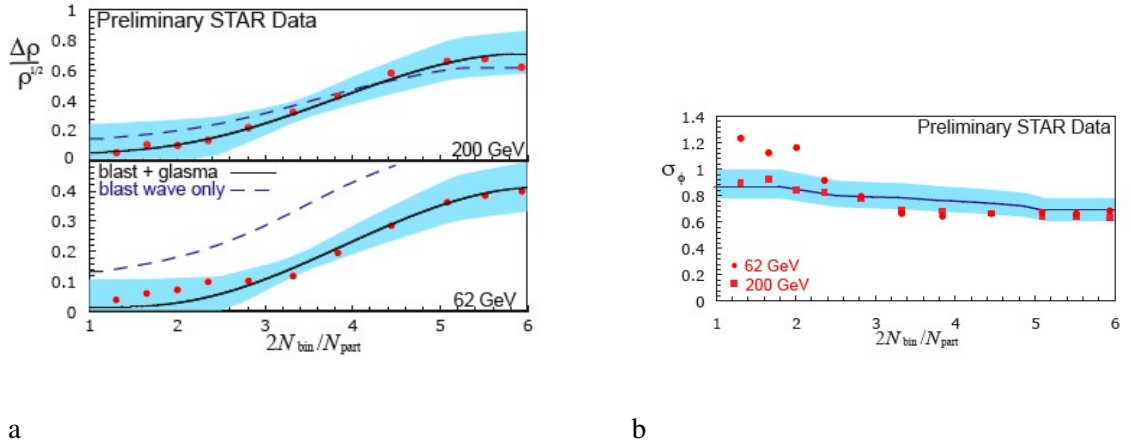 Preliminary STAR Data
Δρ
ρ^1/2
1
0.8
0.6
0.4
0.2
0
200 GeV
blast + glasma
blast wave only
0.4
0.3
0.2
0.1
0
62 GeV
1 2 3 4 5 6
2N_bin/N_part
a
Preliminary STAR Data
σ_ϕ
1.4
1.2
1
0.8
0.6
0.4
0.2
0
62 GeV
200 GeV
1 2 3 4 5 6
2N_bin/N_part
b